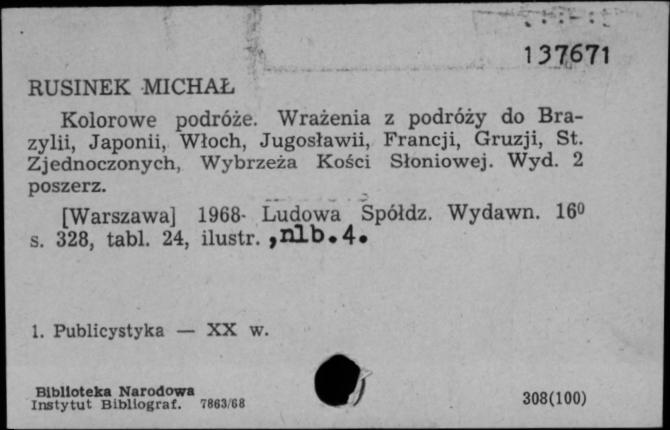 137671
RUSINEK MICHAŁ
Kolorowe podróże. Wrażenia z podróży do Bra-
zylii, Japonii, Włoch, Jugosławii, Francji, Gruzji, St.
Zjednoczonych, Wybrzeża Kości Słoniowej. Wyd. 2
poszerz.
[Warszawa] 1968 Ludowa Spółdz. Wydawn. 16⁰
s. 328, tabl. 24, ilustr. ,nlb.4.
1. Publicystyka — XX w.
Biblioteka Narodowa
Instytut Bibliograf. 7863/68
308(100)